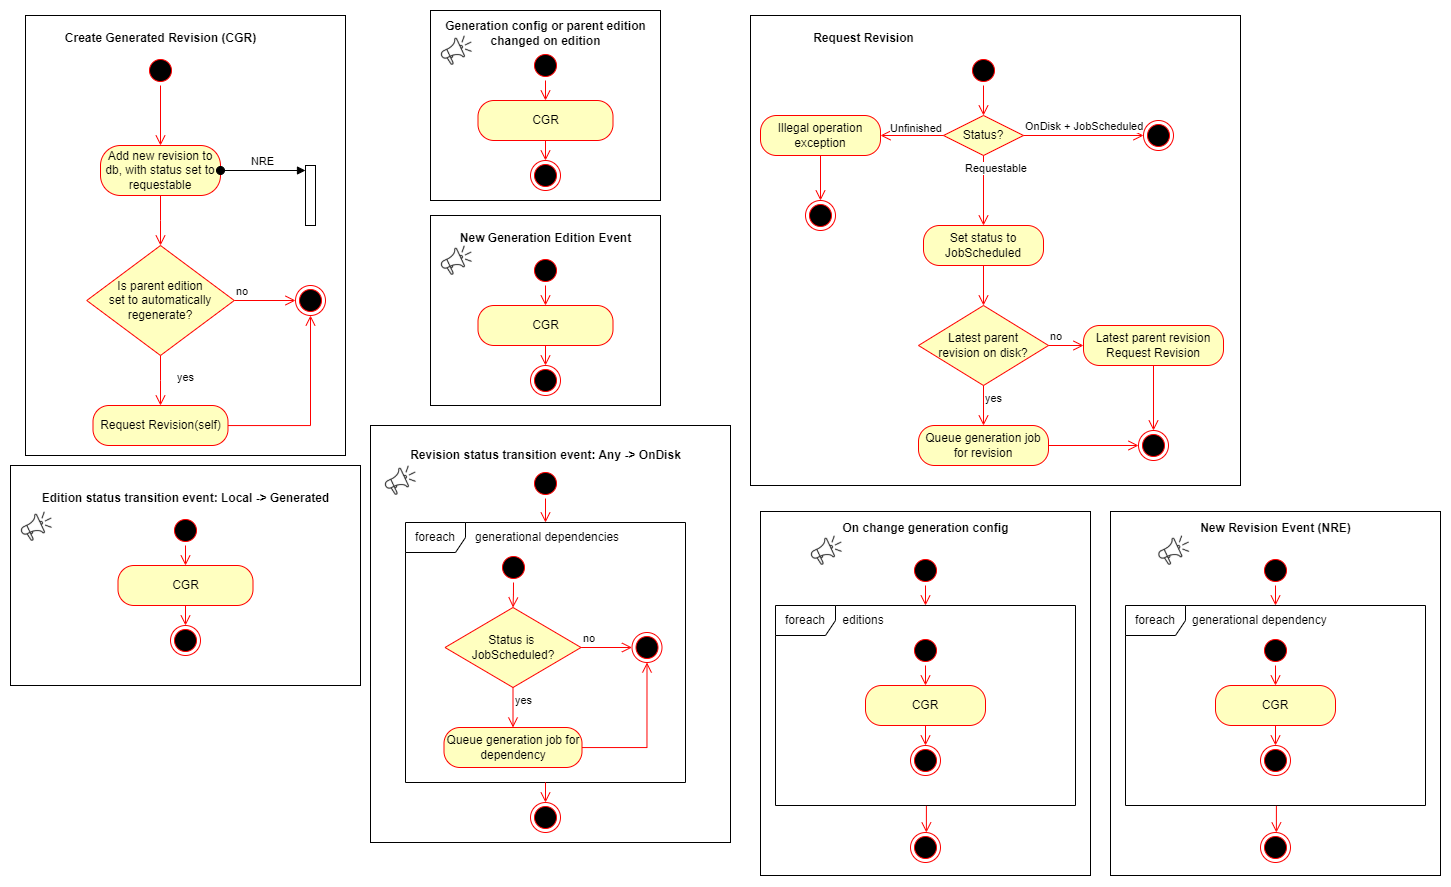 Create Generated Revision (CGR)
Add new revision to
db, with status set to
requestable
NRE
Is parent edition
set to automatically
regenerate?
no
yes
Request Revision(self)
Generation config or parent edition
changed on edition
CGR
New Generation Edition Event
CGR
Request Revision
Status?
Unfinished
Illegal operation
exception
OnDisk + JobScheduled
Requestable
Set status to
JobScheduled
Latest parent
revision on disk?
no
Latest parent revision
Request Revision
yes
Queue generation job
for revision
Edition status transition event: Local -> Generated
CGR
Revision status transition event: Any -> OnDisk
foreach
generational dependencies
Status is
JobScheduled?
no
yes
Queue generation job for
dependency
On change generation config
foreach
editions
CGR
New Revision Event (NRE)
foreach
generational dependency
CGR